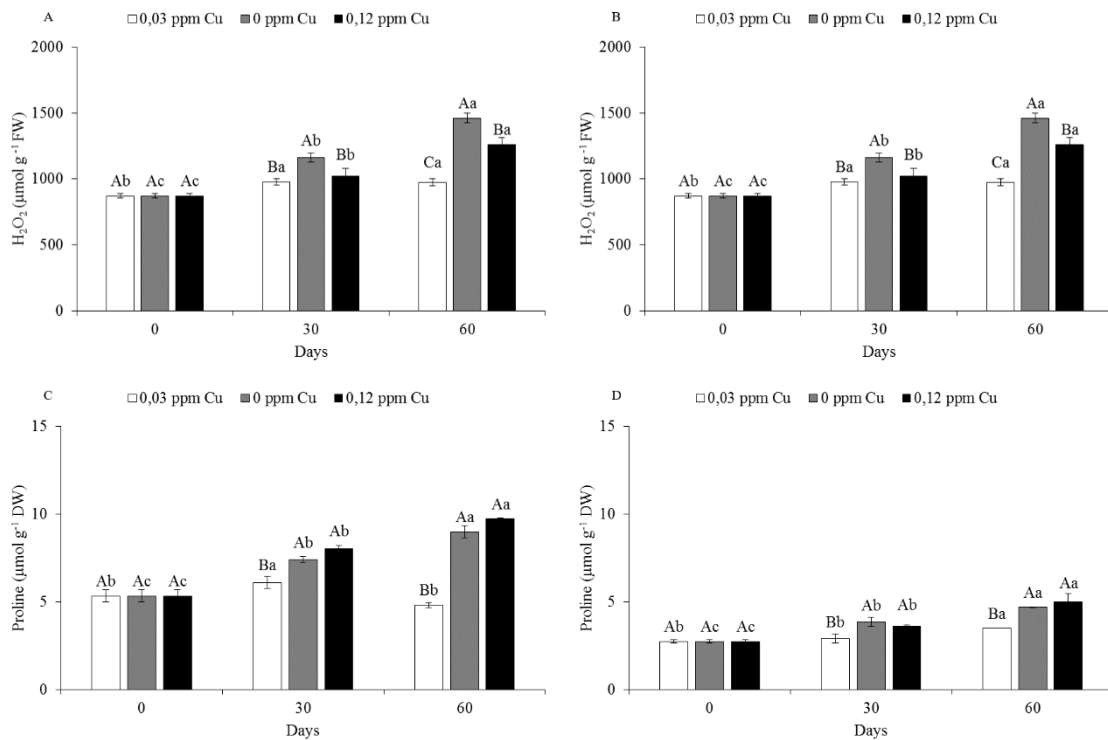 A
0,03 ppm Cu 0 ppm Cu 0,12 ppm Cu
2000
1500
1000
500
0
H₂O₂ (µmol g⁻¹ FW)
Ab Ac Ac
Ba Ab Bb
Ca Aa Ba
0 30 60
Days
B
0,03 ppm Cu 0 ppm Cu 0,12 ppm Cu
2000
1500
1000
500
0
H₂O₂ (µmol g⁻¹ FW)
Ab Ac Ac
Ba Ab Bb
Ca Aa Ba
0 30 60
Days
C
0,03 ppm Cu 0 ppm Cu 0,12 ppm Cu
15
10
5
0
Proline (µmol g⁻¹ DW)
Ab Ac Ac
Ba Ab Ab
Bb Aa Aa
0 30 60
Days
D
0,03 ppm Cu 0 ppm Cu 0,12 ppm Cu
15
10
5
0
Proline (µmol g⁻¹ DW)
Ab Ac Ac
Bb Ab Ab
Ba Aa Aa
0 30 60
Days